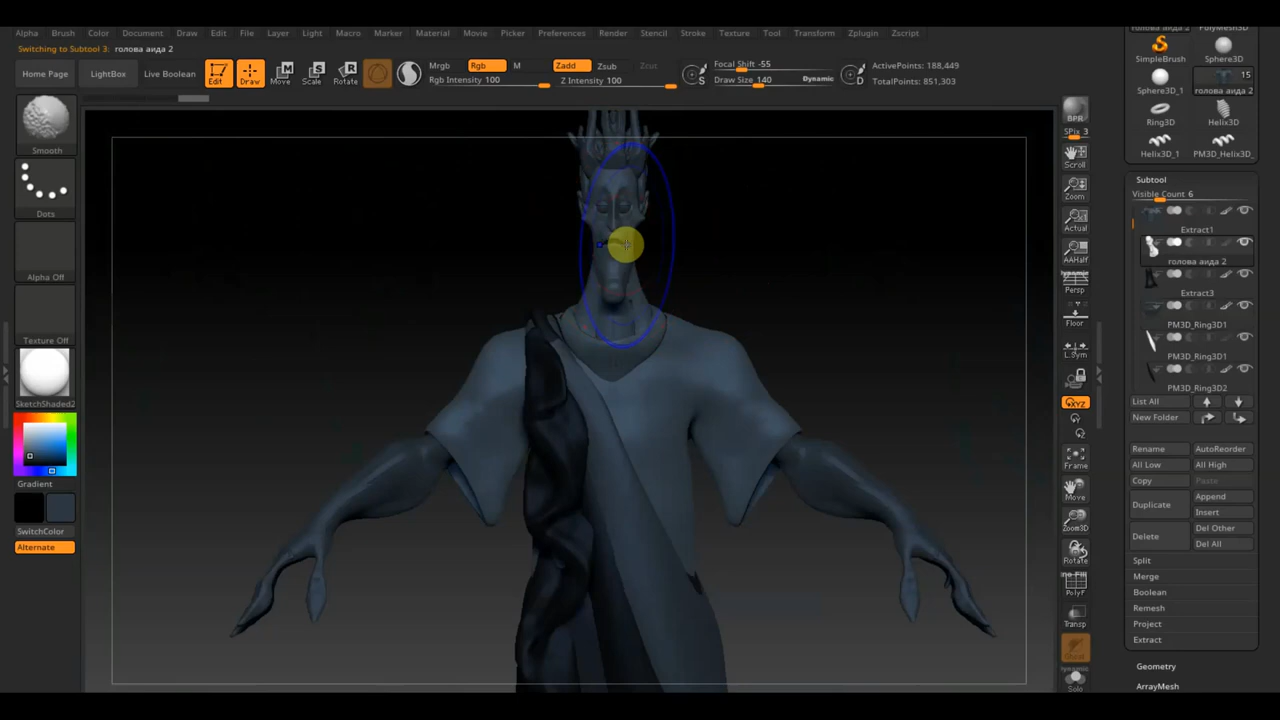 Alpha Brush Color Document Draw Edit File Layer Light Macro Marker Material Movie Picker Preferences Render Stencil Stroke Texture Tool Transform Zplugin Zscript
Switching to Subtool 3: голова аида 2
Home Page
LightBox
Live Boolean
Edit
Draw
Move
Scale
Rotate
Mrgb
Rgb
M
Rgb Intensity 100
Zadd
Zsub
Zcut
Z Intensity 100
S
Focal Shift -55
Draw Size 140
Dynamic
D
ActivePoints: 188,449
TotalPoints: 851,303
Smooth
Dots
Alpha Off
Texture Off
SketchShaded2
Gradient
SwitchColor
Alternate
BPR
SPix 3
Scroll
Zoom
Actual
AAHalf
Persp
Floor
L.Sym
Frame
Move
Zoom3D
Rotate
PolyF
Transp
Solo
голова аида 2
PolyMesh3D
SimpleBrush
Sphere3D
15
Sphere3D_1
голова аида 2
Ring3D
Helix3D
Helix3D_1
PM3D_Helix3D_
Subtool
Visible Count 6
Extract1
голова аида 2
Extract3
PM3D_Ring3D1
PM3D_Ring3D1
PM3D_Ring3D2
List All
New Folder
Rename
AutoReorder
All Low
All High
Copy
Paste
Duplicate
Append
Insert
Delete
Del Other
Del All
Split
Merge
Boolean
Remesh
Project
Extract
Geometry
ArrayMesh